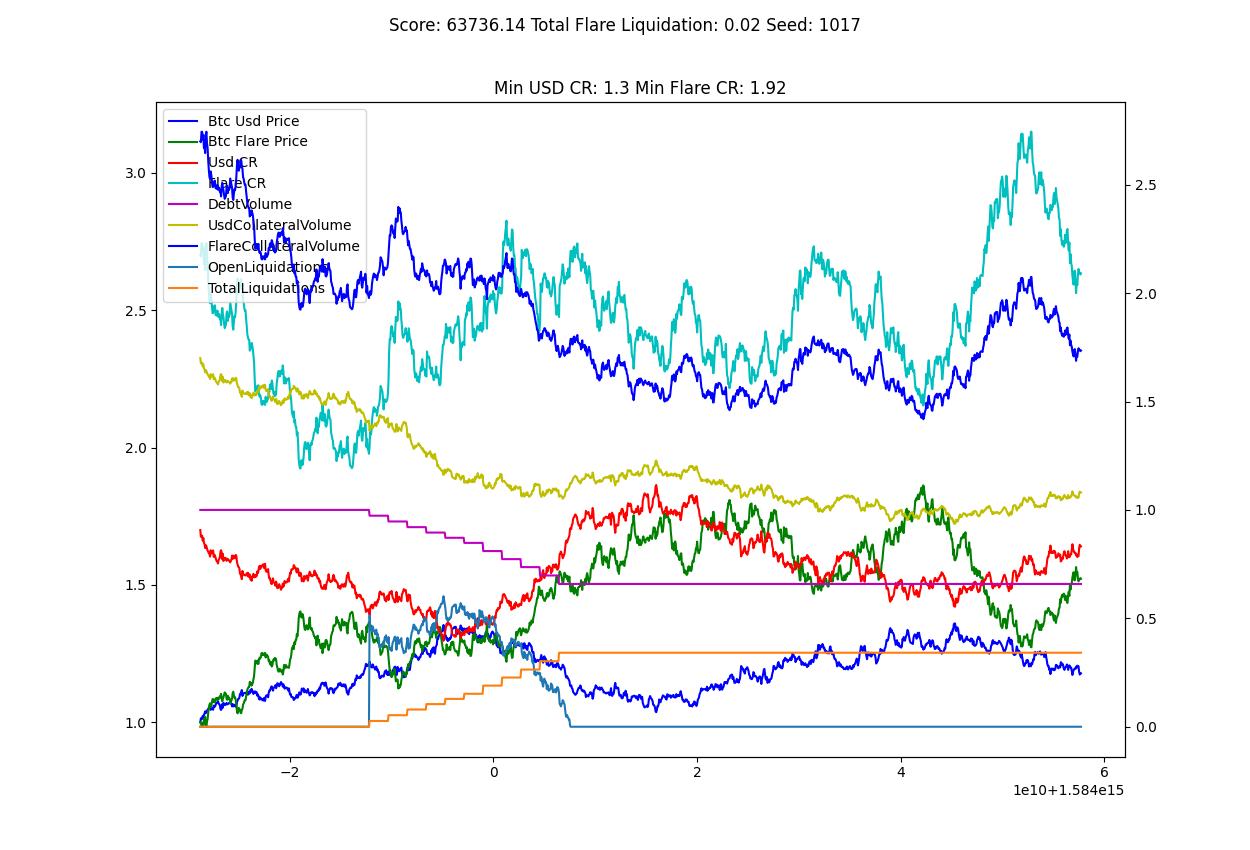 Score: 63736.14 Total Flare Liquidation: 0.02 Seed: 1017
Min USD CR: 1.3 Min Flare CR: 1.92
Btc Usd Price
Btc Flare Price
Usd CR
Flare CR
DebtVolume
UsdCollateralVolume
FlareCollateralVolume
OpenLiquidations
TotalLiquidations
3.0
2.5
2.0
1.5
1.0
2.5
2.0
1.5
1.0
0.5
0.0
−2
0
2
4
6
1e10+1.584e15